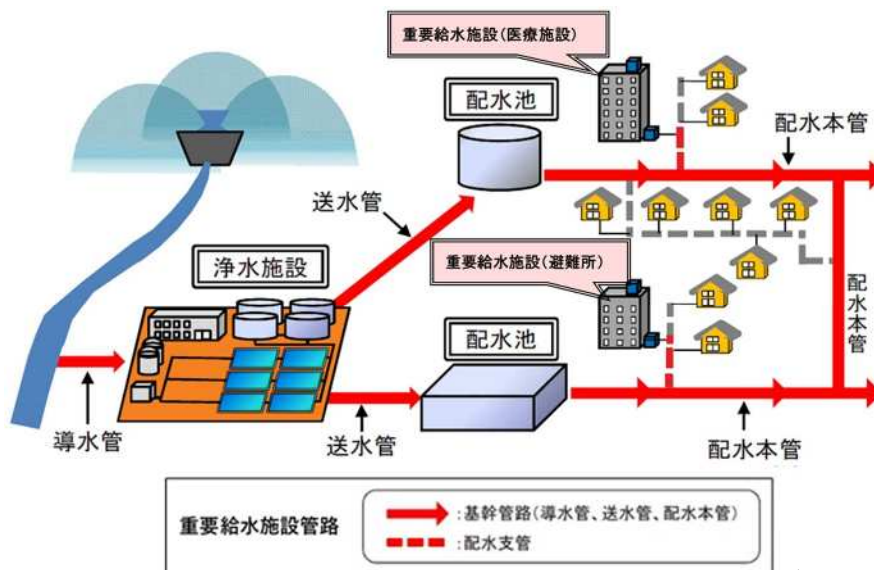 重要給水施設(医療施設)
配水池
配水本管
送水管
浄水施設
重要給水施設(避難所)
配水池
配水本管
導水管
送水管
配水本管
重要給水施設管路
:基幹管路(導水管、送水管、配水本管)
:配水支管